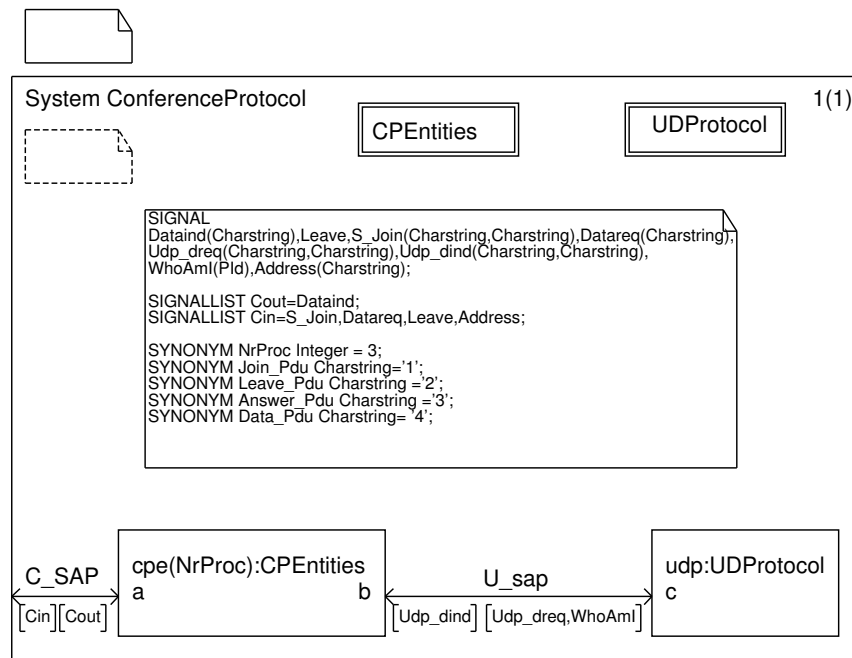 System ConferenceProtocol
1(1)
CPEntities
UDProtocol
SIGNAL
Dataind(Charstring),Leave,S_Join(Charstring,Charstring),Datareq(Charstring),
Udp_dreq(Charstring,Charstring),Udp_dind(Charstring,Charstring),
WhoAmI(PId),Address(Charstring);
SIGNALLIST Cout=Dataind;
SIGNALLIST Cin=S_Join,Datareq,Leave,Address;
SYNONYM NrProc Integer = 3;
SYNONYM Join_Pdu Charstring='1';
SYNONYM Leave_Pdu Charstring ='2';
SYNONYM Answer_Pdu Charstring ='3';
SYNONYM Data_Pdu Charstring= '4';
C_SAP
[Cin][Cout]
cpe(NrProc):CPEntities
a b
U_sap
[Udp_dind] [Udp_dreq,WhoAmI]
udp:UDProtocol
c